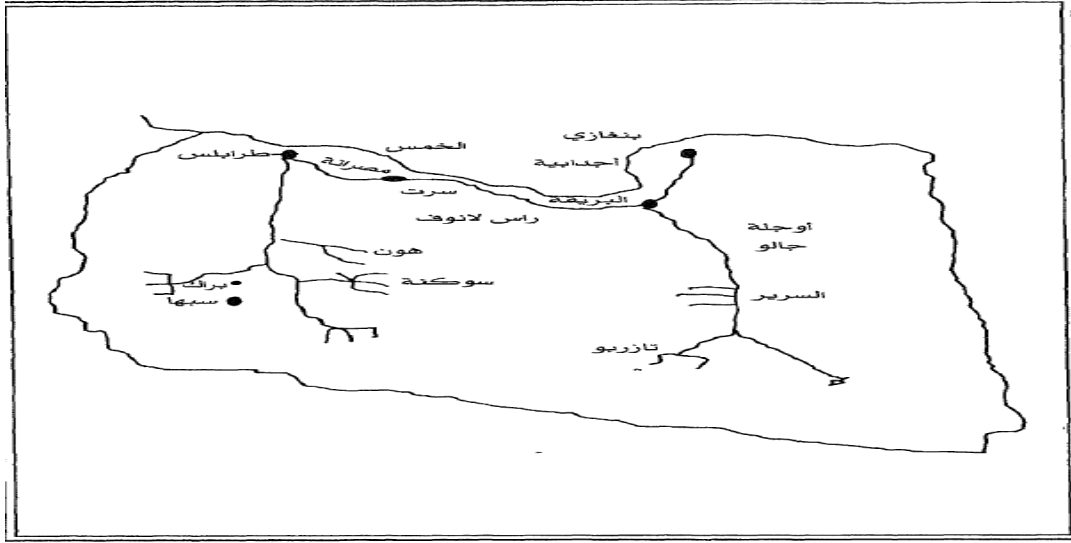 بنغازي
الخمس
أجدابية
طرابلس
مصراتة
سرت
البريقة
راس لانوف
أوجلة
جالو
هون
سوكنة
براك
سبها
السرير
تازربو